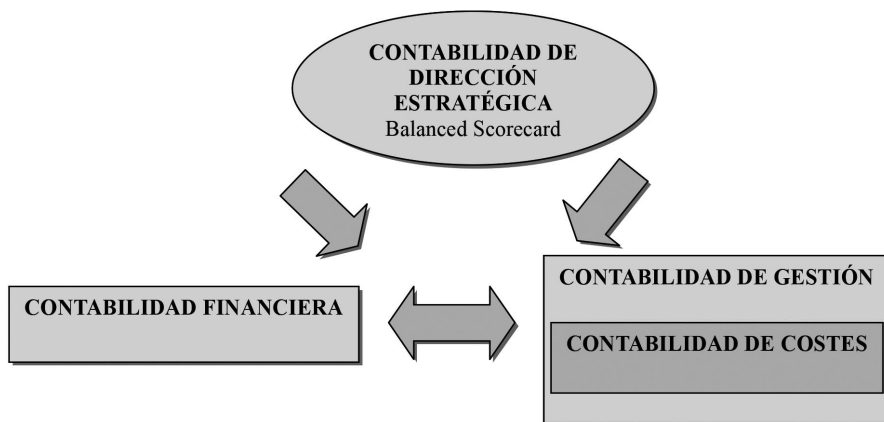 CONTABILIDAD DE
DIRECCIÓN
ESTRATÉGICA
Balanced Scorecard
CONTABILIDAD FINANCIERA
CONTABILIDAD DE GESTIÓN
CONTABILIDAD DE COSTES